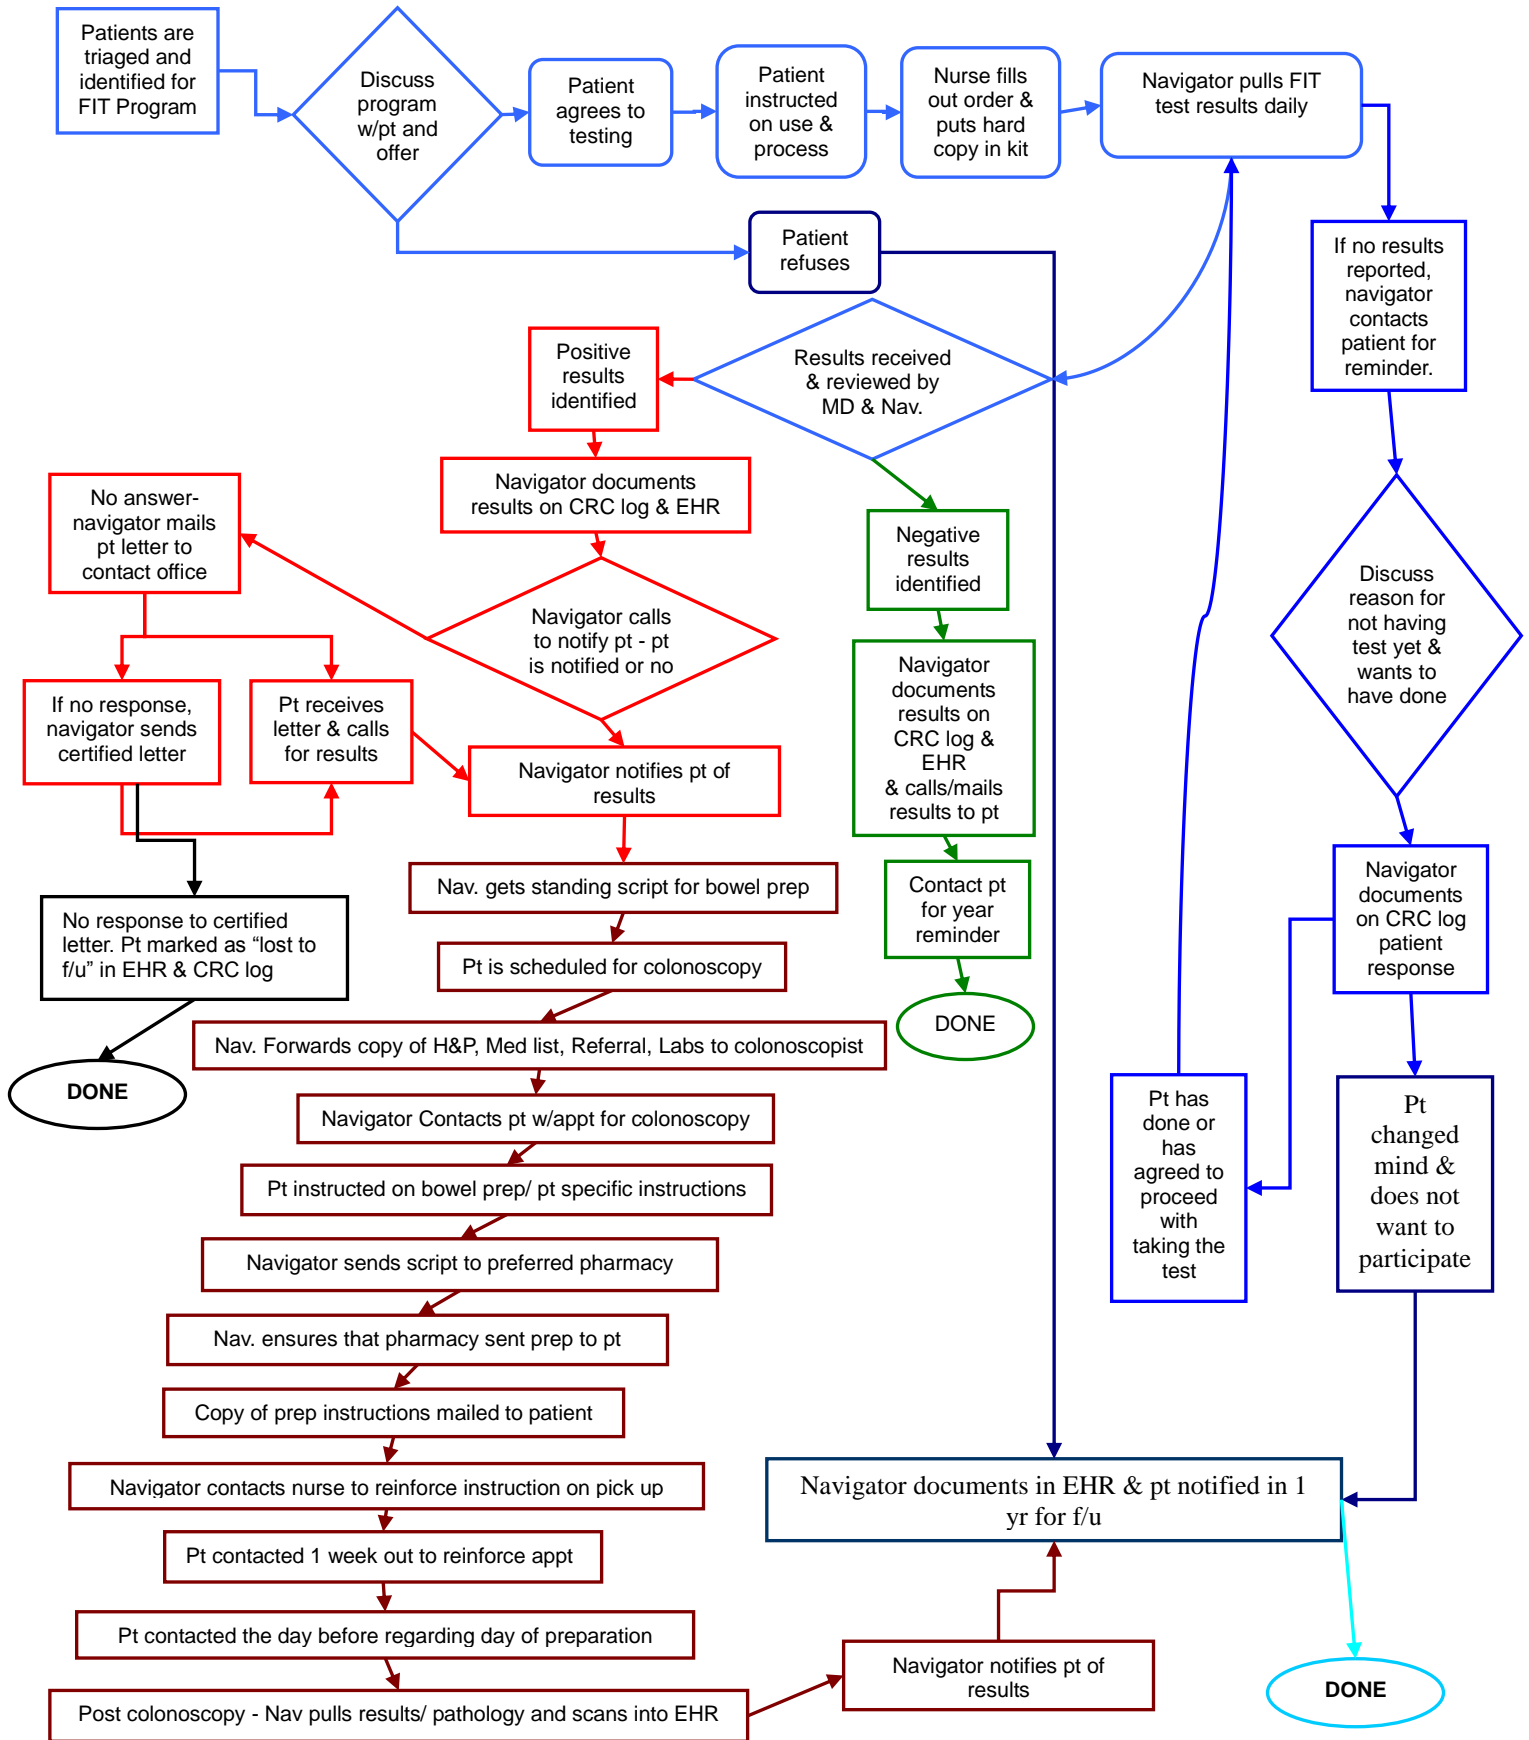 Patients are
triaged and
identified for
FIT Program
Discuss
program
w/pt and
offer
Patient
agrees to
testing
Patient
instructed
on use &
process
Nurse fills
out order &
puts hard
copy in kit
Navigator pulls FIT
test results daily
Patient
refuses
If no results
reported,
navigator
contacts
patient for
reminder.
Positive
results
identified
Results received
& reviewed by
MD & Nav.
Navigator documents
results on CRC log & EHR
No answer-
navigator mails
pt letter to
contact office
Negative
results
identified
Navigator calls
to notify pt - pt
is notified or no
Discuss
reason for
not having
test yet &
wants to
have done
If no response,
navigator sends
certified letter
Pt receives
letter & calls
for results
Navigator notifies pt of
results
Navigator
documents
results on
CRC log &
EHR
& calls/mails
results to pt
Nav. gets standing script for bowel prep
Contact pt
for year
reminder
Navigator
documents
on CRC log
patient
response
No response to certified
letter. Pt marked as “lost to
f/u” in EHR & CRC log
Pt is scheduled for colonoscopy
DONE
Nav. Forwards copy of H&P, Med list, Referral, Labs to colonoscopist
DONE
Navigator Contacts pt w/appt for colonoscopy
Pt has
done or
has
agreed to
proceed
with
taking the
test
Pt
changed
mind &
does not
want to
participate
Pt instructed on bowel prep/ pt specific instructions
Navigator sends script to preferred pharmacy
Nav. ensures that pharmacy sent prep to pt
Copy of prep instructions mailed to patient
Navigator contacts nurse to reinforce instruction on pick up
Navigator documents in EHR & pt notified in 1
yr for f/u
Pt contacted 1 week out to reinforce appt
Pt contacted the day before regarding day of preparation
Navigator notifies pt of
results
DONE
Post colonoscopy - Nav pulls results/ pathology and scans into EHR